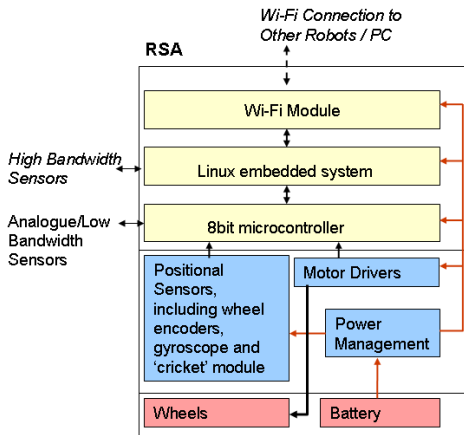 Wi-Fi Connection to
Other Robots / PC
RSA
Wi-Fi Module
High Bandwidth
Sensors
Linux embedded system
Analogue/Low
Bandwidth
Sensors
8bit microcontroller
Positional
Sensors,
including wheel
encoders,
gyroscope and
'cricket' module
Motor Drivers
Power
Management
Wheels
Battery